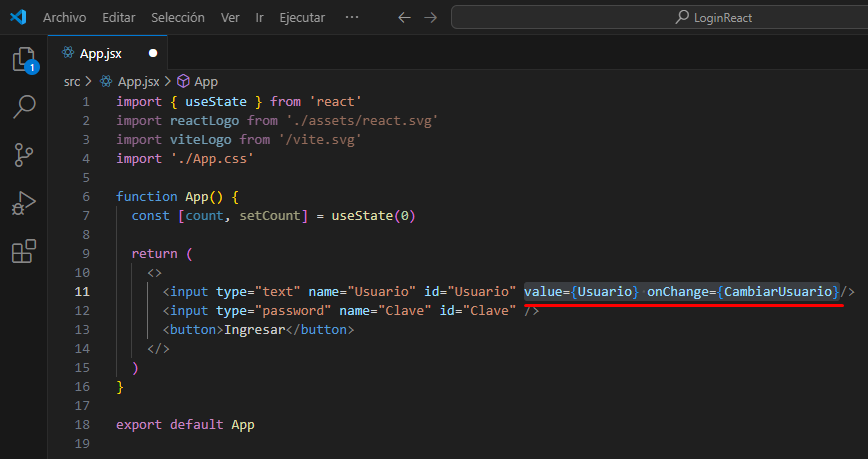 Archivo Editar Selección Ver Ir Ejecutar ··· LoginReact
App.jsx
1
src > App.jsx > App
1 import { useState } from 'react'
2 import reactLogo from './assets/react.svg'
3 import viteLogo from '/vite.svg'
4 import './App.css'
5
6 function App() {
7 const [count, setCount] = useState(0)
8
9 return (
10 <>
11 <input type="text" name="Usuario" id="Usuario" value={Usuario} onChange={CambiarUsuario}/>
12 <input type="password" name="Clave" id="Clave" />
13 <button>Ingresar</button>
14 </>
15 )
16 }
17
18 export default App
19